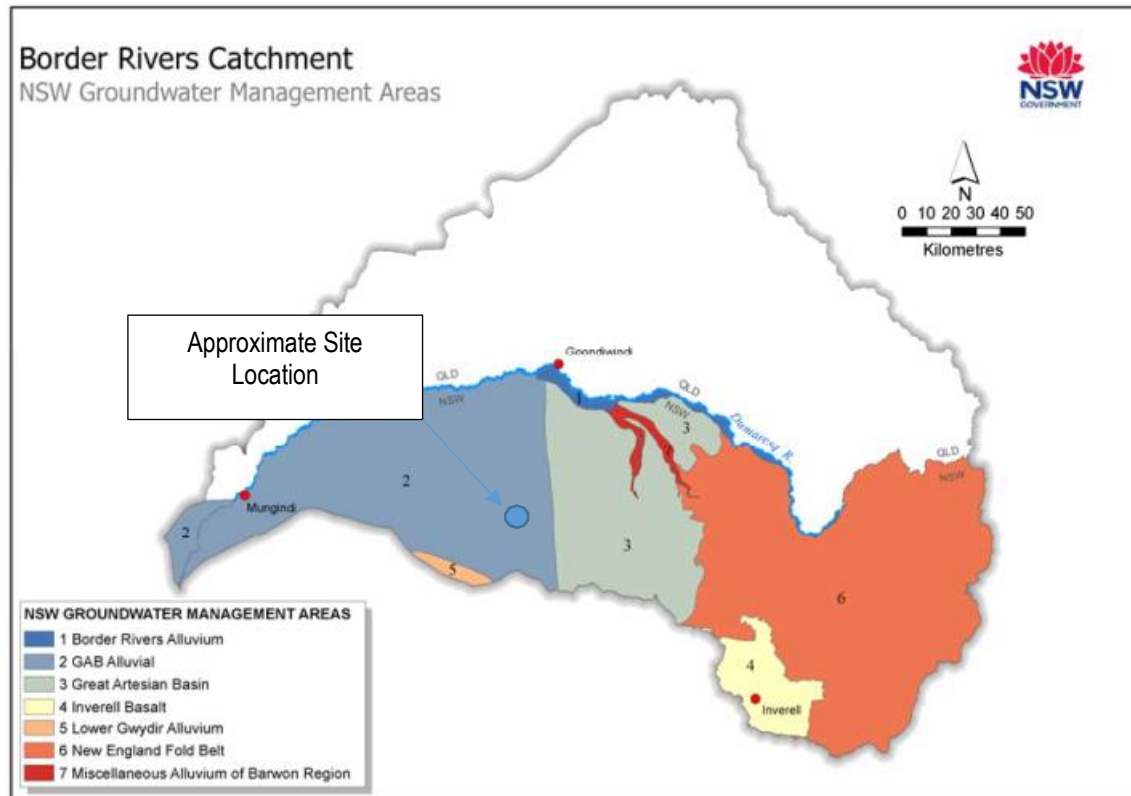 Border Rivers Catchment
NSW Groundwater Management Areas
NSW
GOVERNMENT
N
0 10 20 30 40 50
Kilometres
Approximate Site
Location
Goondiwindi
QLD
NSW
1
QLD
NSW
3
Dumaresq R.
7
QLD
NSW
2
Mungindi
2
3
5
6
4
Inverell
NSW GROUNDWATER MANAGEMENT AREAS
1 Border Rivers Alluvium
2 GAB Alluvial
3 Great Artesian Basin
4 Inverell Basalt
5 Lower Gwydir Alluvium
6 New England Fold Belt
7 Miscellaneous Alluvium of Barwon Region